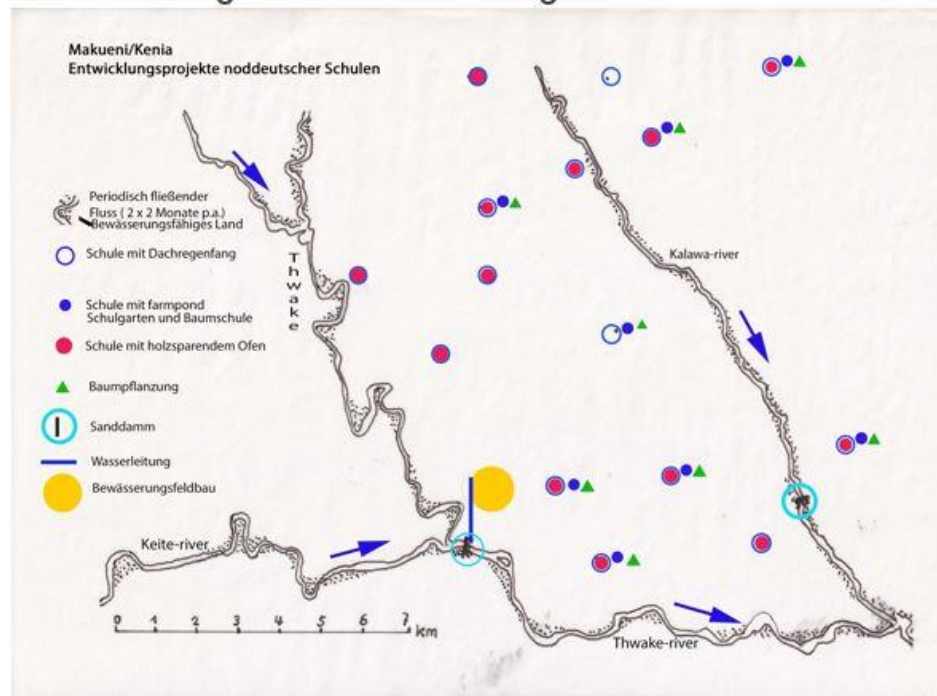 Makueni/Kenia
Entwicklungsprojekte noddeutscher Schulen
Periodisch fließender
Fluss ( 2 x 2 Monate p.a.)
Bewässerungsfähiges Land
Schule mit Dachregenfang
Schule mit farmpond
Schulgarten und Baumschule
Schule mit holzsparendem Ofen
Baumpflanzung
Sanddamm
Wasserleitung
Bewässerungsfeldbau
Thwake
Kalawa-river
Keite-river
Thwake-river
0 1 2 3 4 5 6 7 km